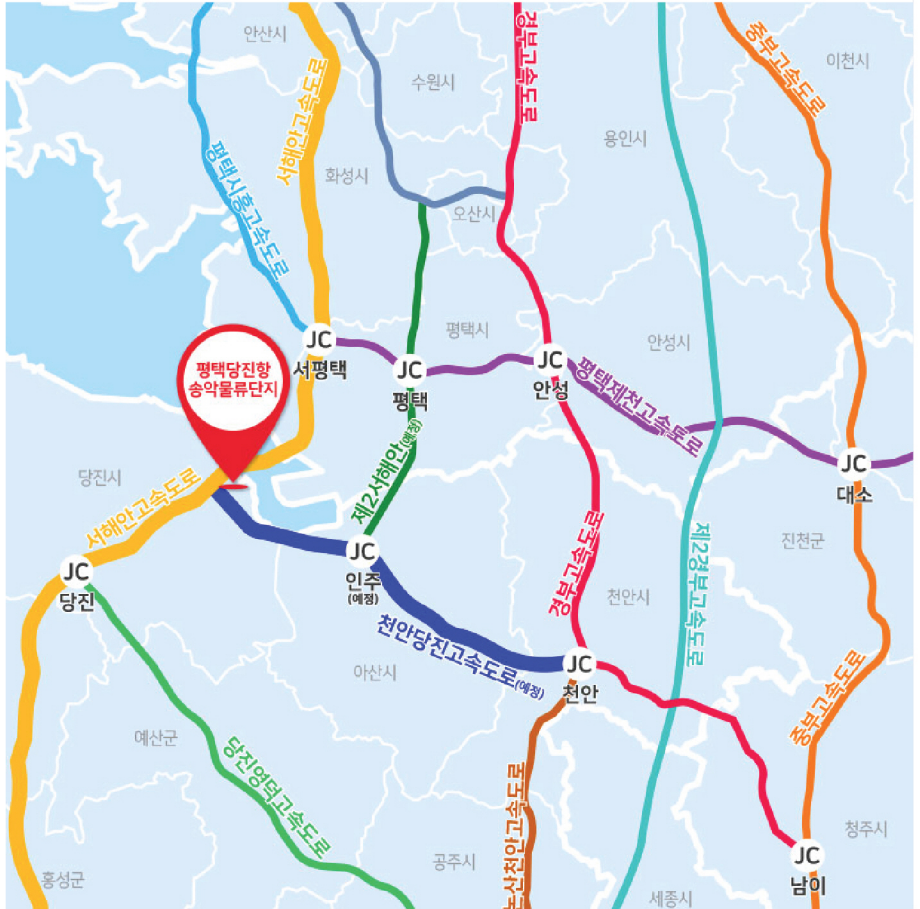 안산시
수원시
경부고속도로
중부고속도로
이천시
서해안고속도로
용인시
평택시흥고속도로
화성시
오산시
평택시
안성시
JC
서평택
JC
평택
JC
안성
평택제천고속도로
평택당진항
송악물류단지
제2서해안(예정)
당진시
서해안고속도로
JC
대소
진천군
제2경부고속도로
JC
당진
JC
인주
(예정)
경부고속도로
천안시
천안당진고속도로(예정)
아산시
JC
천안
중부고속도로
예산군
당진영덕고속도로
논산천안고속도로
공주시
청주시
JC
남이
홍성군
세종시